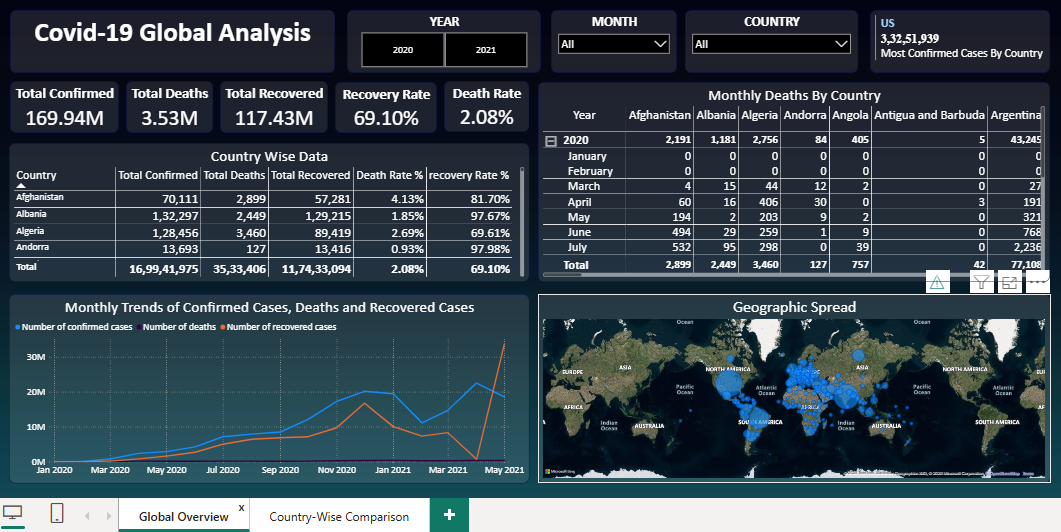 Covid-19 Global Analysis
YEAR
2020 2021
MONTH
All
COUNTRY
All
US
3,32,51,939
Most Confirmed Cases By Country
Total Confirmed
169.94M
Total Deaths
3.53M
Total Recovered
117.43M
Recovery Rate
69.10%
Death Rate
2.08%
Country Wise Data
Country Total Confirmed Total Deaths Total Recovered Death Rate % recovery Rate %
Afghanistan 70,111 2,899 57,281 4.13% 81.70%
Albania 1,32,297 2,449 1,29,215 1.85% 97.67%
Algeria 1,28,456 3,460 89,419 2.69% 69.61%
Andorra 13,693 127 13,416 0.93% 97.98%
Total 16,99,41,975 35,33,406 11,74,33,094 2.08% 69.10%
Monthly Deaths By Country
Year Afghanistan Albania Algeria Andorra Angola Antigua and Barbuda Argentina
2020 2,191 1,181 2,756 84 405 5 43,245
January 0 0 0 0 0 0 0
February 0 0 0 0 0 0 0
March 4 15 44 12 2 0 27
April 60 16 406 30 0 3 191
May 194 2 203 9 2 0 321
June 494 29 259 1 9 0 768
July 532 95 298 0 39 0 2,236
Total 2,899 2,449 3,460 127 757 42 77,108
Monthly Trends of Confirmed Cases, Deaths and Recovered Cases
Number of confirmed cases Number of deaths Number of recovered cases
30M
20M
10M
0M
Jan 2020 Mar 2020 May 2020 Jul 2020 Sep 2020 Nov 2020 Jan 2021 Mar 2021 May 2021
Geographic Spread
Ocean Ocean
EUROPE ASIA NORTH AMERICA ASIA NORTH AMERICA
Pacific Ocean Atlantic Ocean Pacific Ocean Atlantic Ocean
AFRICA AFRICA
Indian Ocean AUSTRALIA SOUTH AMERICA Indian Ocean AUSTRALIA SOUTH AMERICA
Global Overview x
Country-Wise Comparison
+